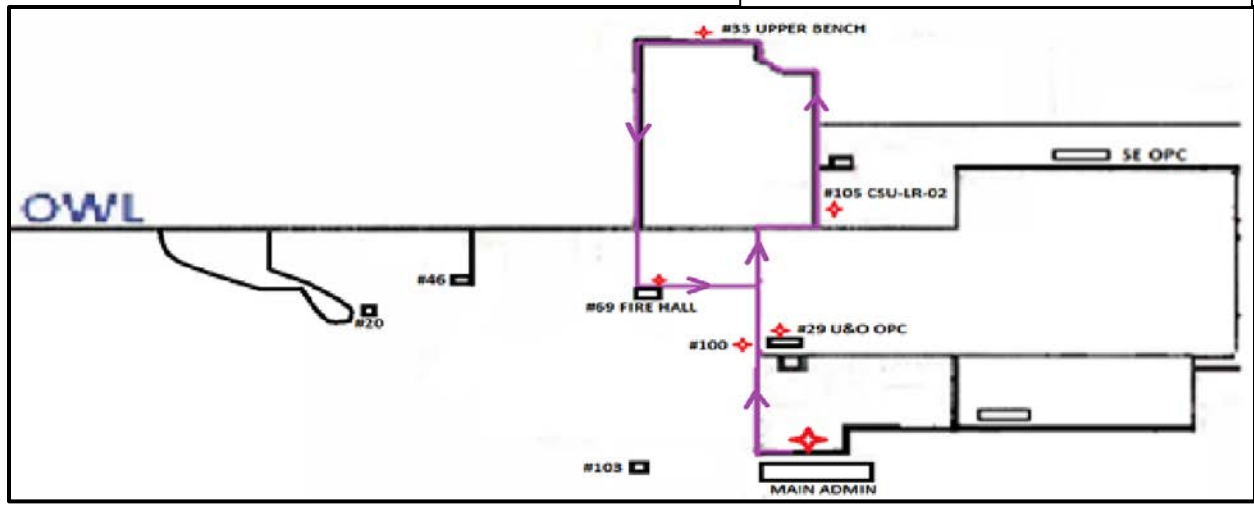 #33 UPPER BENCH
SE OPC
#105 CSU-LR-02
OWL
#46
#69 FIRE HALL
#20
#29 U&O OPC
#100
#103
MAIN ADMIN